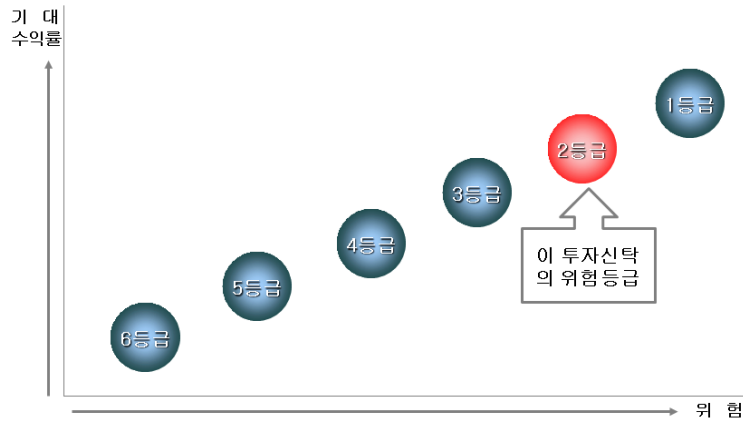 기 대
수익률
1등급
2등급
3등급
4등급
5등급
6등급
이 투자신탁
의 위험등급
위 험